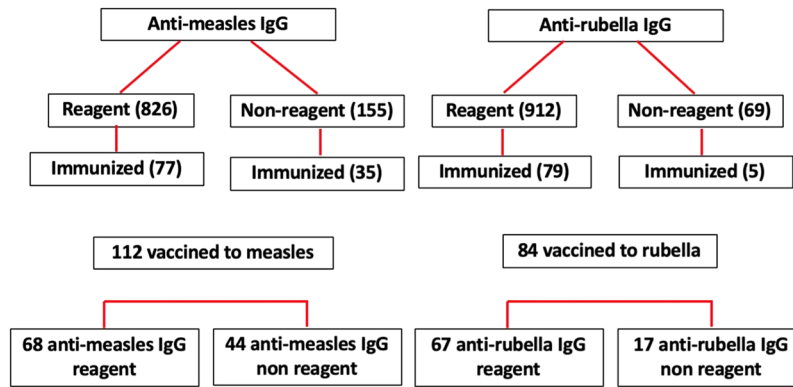 Anti-measles IgG
Anti-rubella IgG
Reagent (826)
Non-reagent (155)
Reagent (912)
Non-reagent (69)
Immunized (77)
Immunized (35)
Immunized (79)
Immunized (5)
112 vaccined to measles
84 vaccined to rubella
68 anti-measles IgG
reagent
44 anti-measles IgG
non reagent
67 anti-rubella IgG
reagent
17 anti-rubella IgG
non reagent